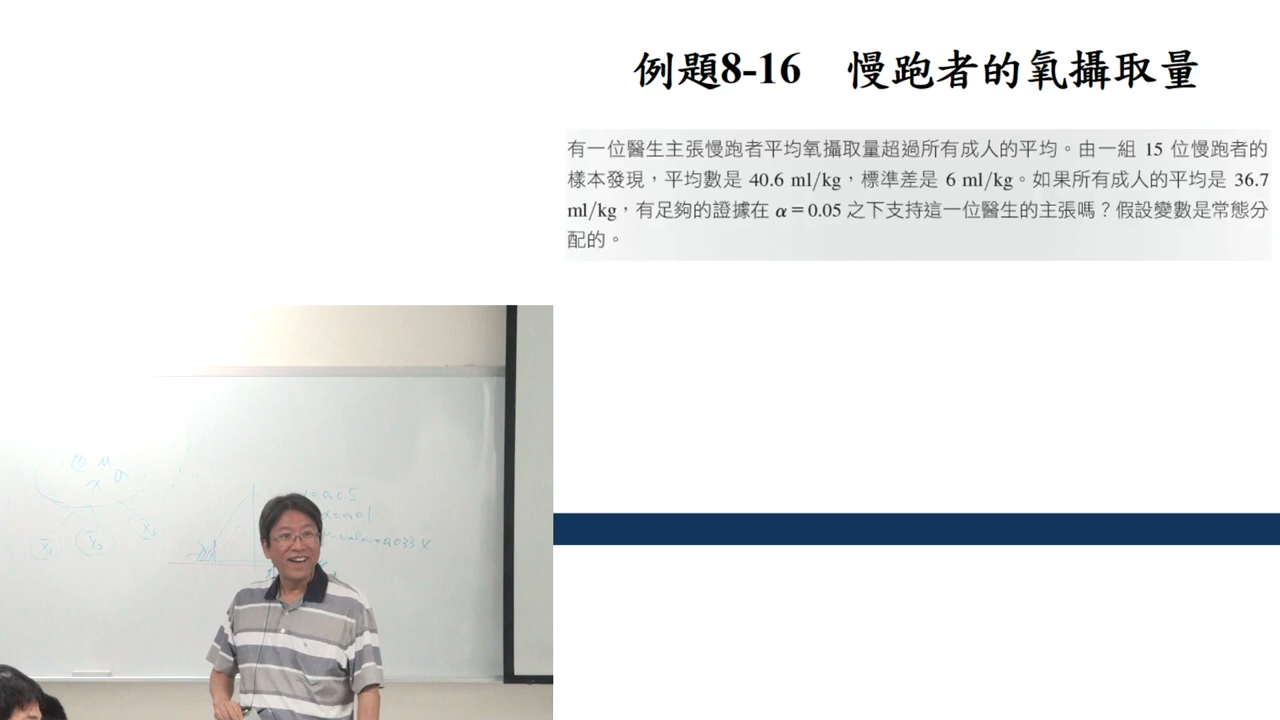 例題8-16 慢跑者的氧攝取量
有一位醫生主張慢跑者平均氧攝取量超過所有成人的平均。由一組 15 位慢跑者的
樣本發現，平均數是 40.6 ml/kg，標準差是 6 ml/kg。如果所有成人的平均是 36.7
ml/kg，有足夠的證據在 α＝0.05 之下支持這一位醫生的主張嗎？假設變數是常態分
配的。